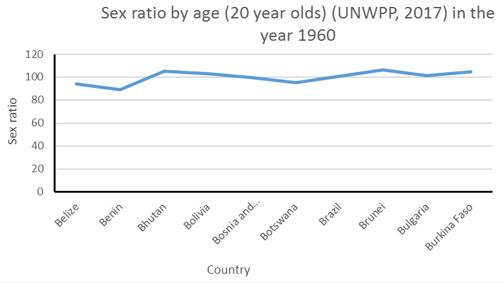 Sex ratio by age (20 year olds) (UNWPP, 2017) in the
year 1960
120
100
80
60
40
20
0
Sex ratio
Belize
Benin
Bhutan
Bolivia
Bosnia and...
Botswana
Brazil
Brunei
Bulgaria
Burkina Faso
Country